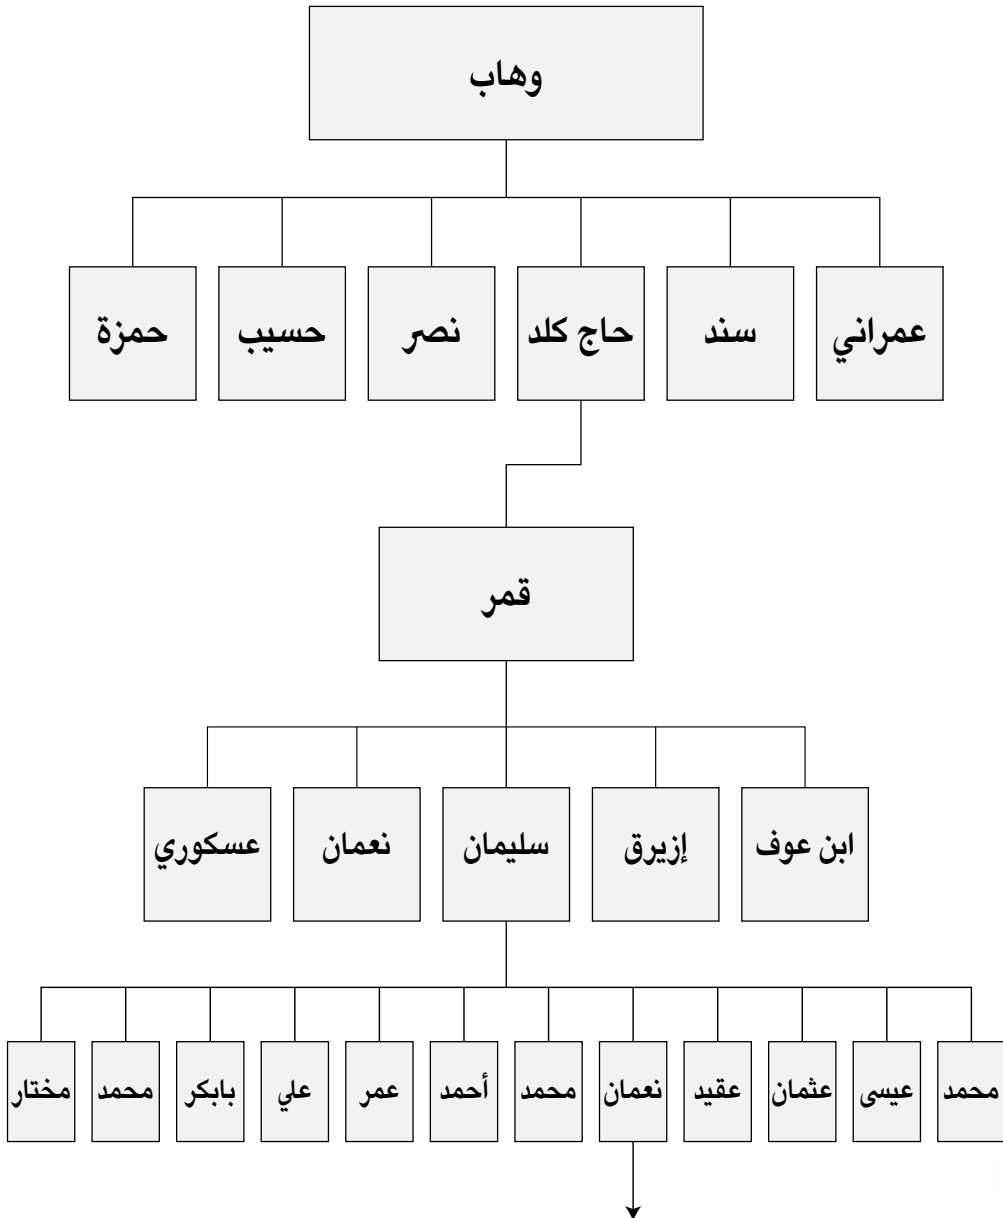 وهاب
عمراني سند حاج كلد نصر حسيب حمزة
قمر
ابن عوف إزيرق سليمان نعمان عسكوري
محمد عيسى عثمان عقيد نعمان محمد أحمد عمر علي بابكر محمد مختار